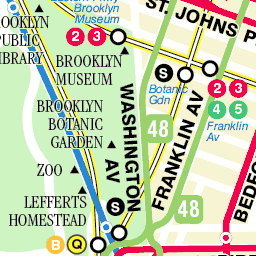 Brooklyn
Museum
ST. JOHNS P
2 3
PUBLIC
LIBRARY
BROOKLYN
MUSEUM
S
Botanic
Gdn
2 3
4 5
Franklin
Av
BROOKLYN
BOTANIC
GARDEN
WASHINGTON
AV
FRANKLIN AV
48
ZOO
LEFFERTS
HOMESTEAD
S
48
BEDFO
B Q